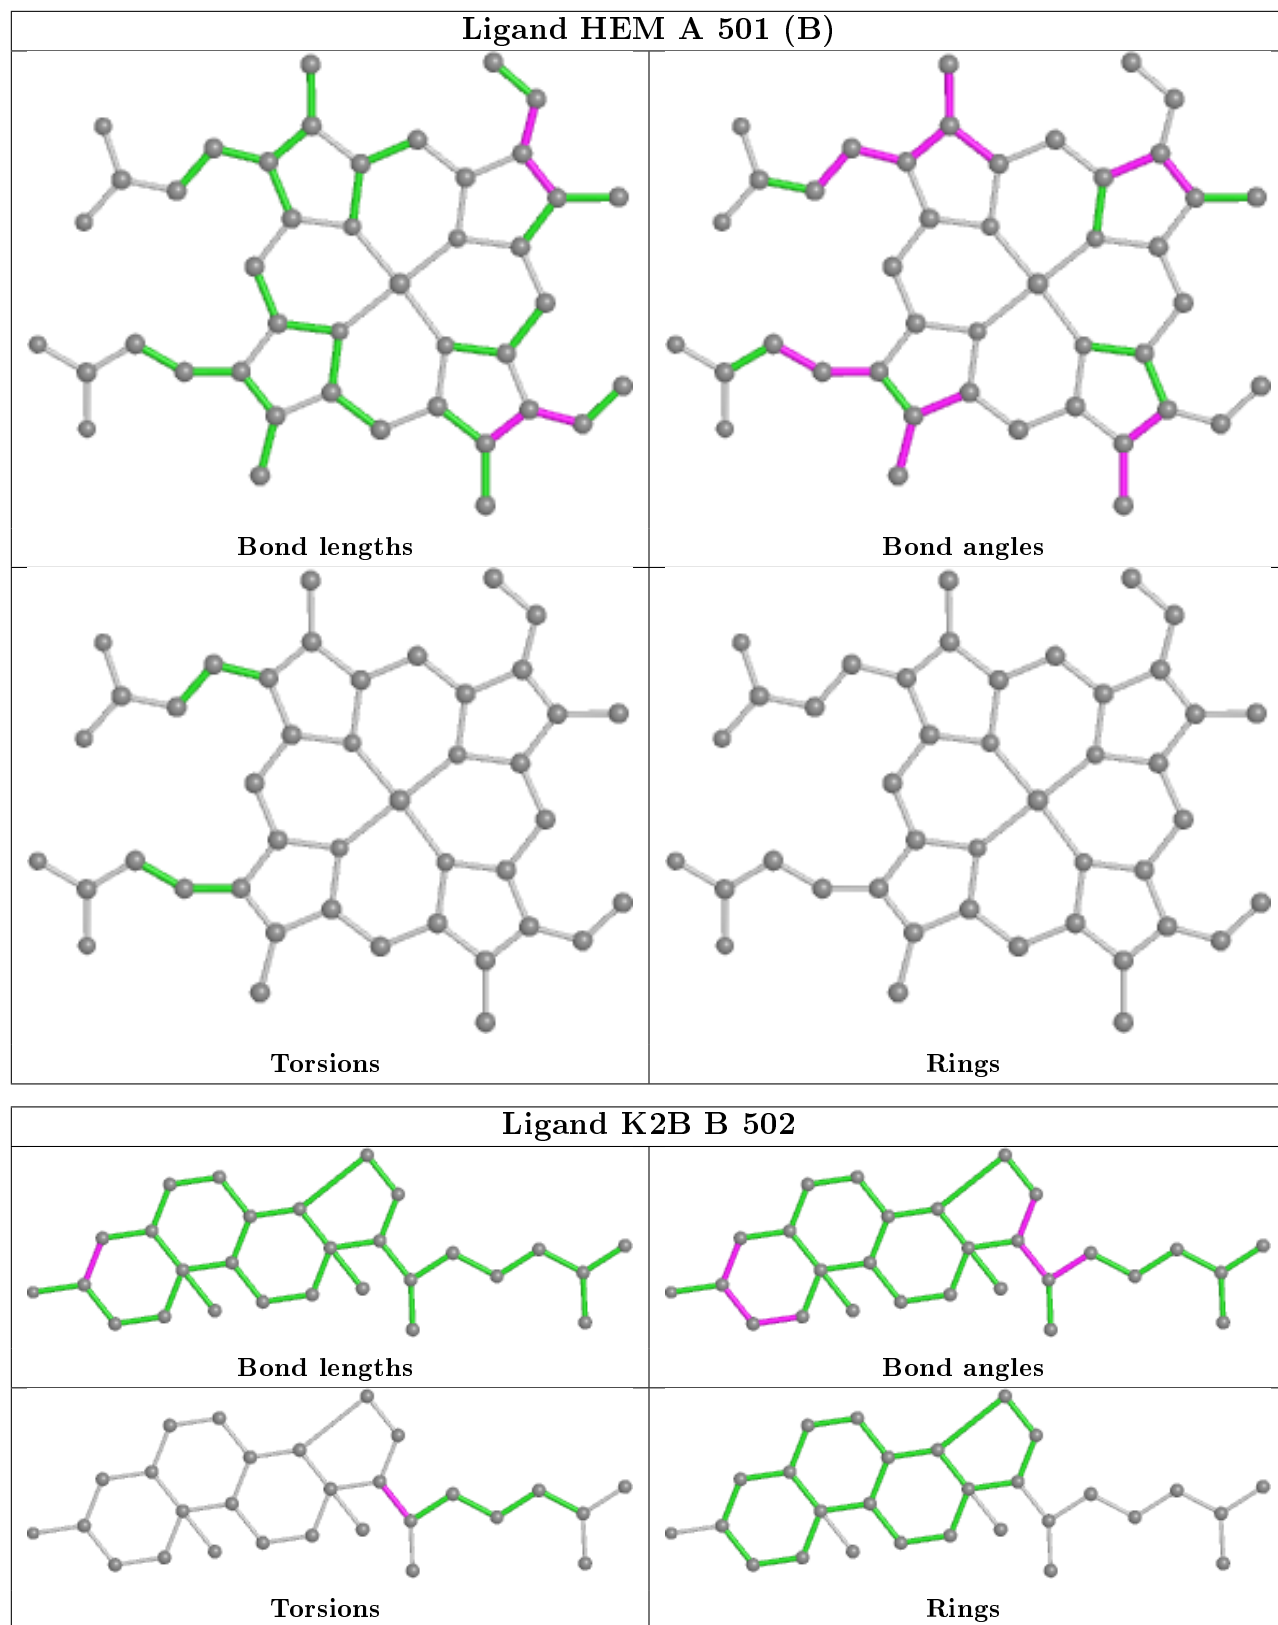 Ligand HEM A 501 (B)
Bond lengths
Bond angles
Torsions
Rings
Ligand K2B B 502
Bond lengths
Bond angles
Torsions
Rings